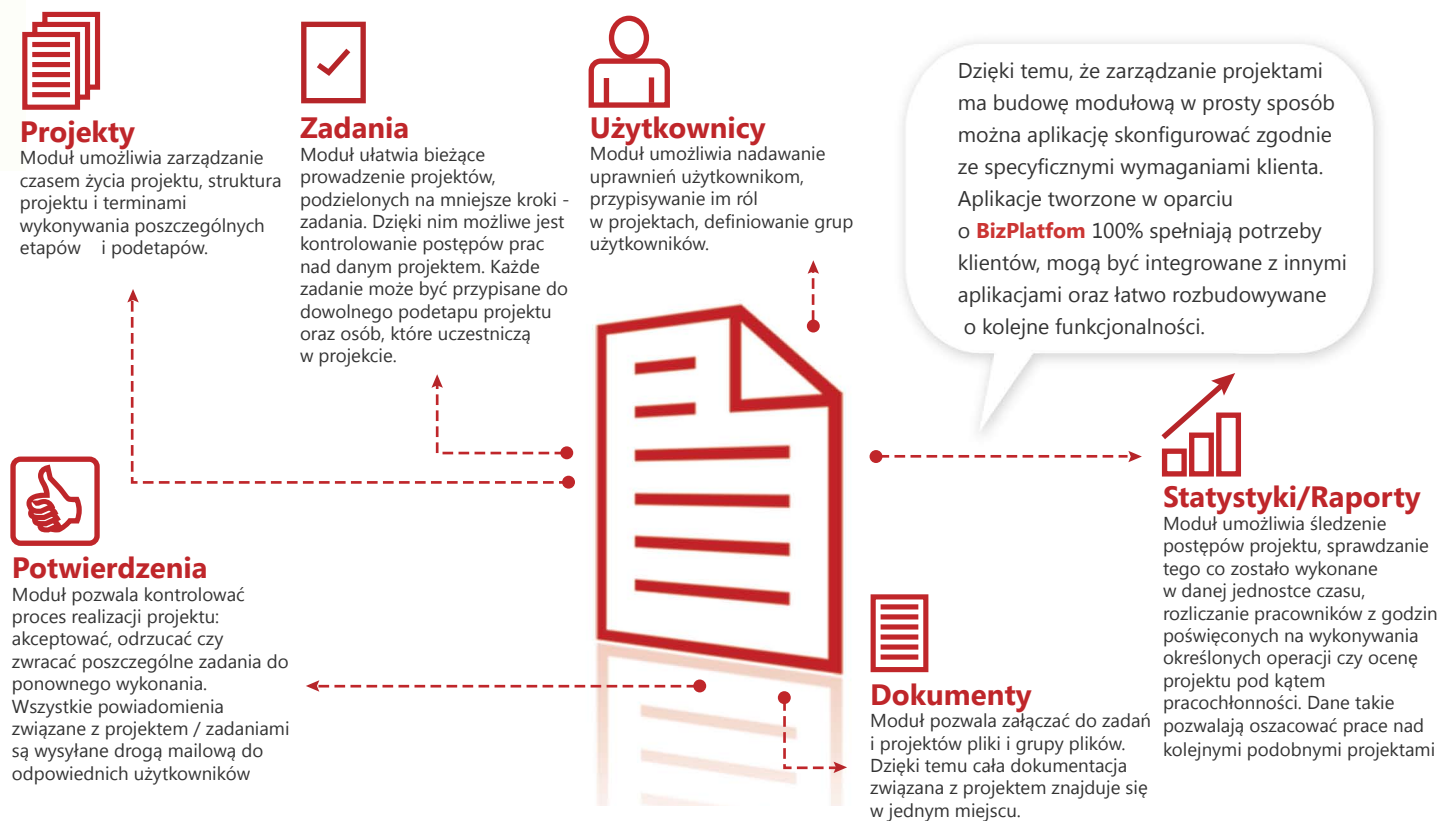 Projekty
Moduł umożliwia zarządzanie
czasem życia projektu, struktura
projektu i terminami
wykonywania poszczególnych
etapów i podetapów.
Zadania
Moduł ułatwia bieżące
prowadzenie projektów,
podzielonych na mniejsze kroki -
zadania. Dzięki nim możliwe jest
kontrolowanie postępów prac
nad danym projektem. Każde
zadanie może być przypisane do
dowolnego podetapu projektu
oraz osób, które uczestniczą
w projekcie.
Użytkownicy
Moduł umożliwia nadawanie
uprawnień użytkownikom,
przypisywanie im ról
w projektach, definiowanie grup
użytkowników.
Dzięki temu, że zarządzanie projektami
ma budowę modułową w prosty sposób
można aplikację skonfigurować zgodnie
ze specyficznymi wymaganiami klienta.
Aplikacje tworzone w oparciu
o BizPlatfom 100% spełniają potrzeby
klientów, mogą być integrowane z innymi
aplikacjami oraz łatwo rozbudowywane
o kolejne funkcjonalności.
Potwierdzenia
Moduł pozwala kontrolować
proces realizacji projektu:
akceptować, odrzucać czy
zwracać poszczególne zadania do
ponownego wykonania.
Wszystkie powiadomienia
związane z projektem / zadaniami
są wysyłane drogą mailową do
odpowiednich użytkowników
Dokumenty
Moduł pozwala załączać do zadań
i projektów pliki i grupy plików.
Dzięki temu cała dokumentacja
związana z projektem znajduje się
w jednym miejscu.
Statystyki/Raporty
Moduł umożliwia śledzenie
postępów projektu, sprawdzanie
tego co zostało wykonane
w danej jednostce czasu,
rozliczanie pracowników z godzin
poświęconych na wykonywania
określonych operacji czy ocenę
projektu pod kątem
pracochłonności. Dane takie
pozwalają oszacować prace nad
kolejnymi podobnymi projektami